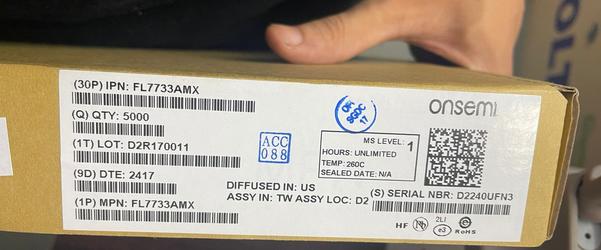 (30P) IPN: FL7733AMX
onsemi
(Q) QTY: 5000
(1T) LOT: D2R170011
ACC
088
MS LEVEL: 1
HOURS: UNLIMITED
TEMP: 260C
SEALED DATE: N/A
(9D) DTE: 2417
DIFFUSED IN: US
ASSY IN: TW ASSY LOC: D2
(S) SERIAL NBR: D2240UFN3
(1P) MPN: FL7733AMX
HF
2LI
e3
RoHS
OLT